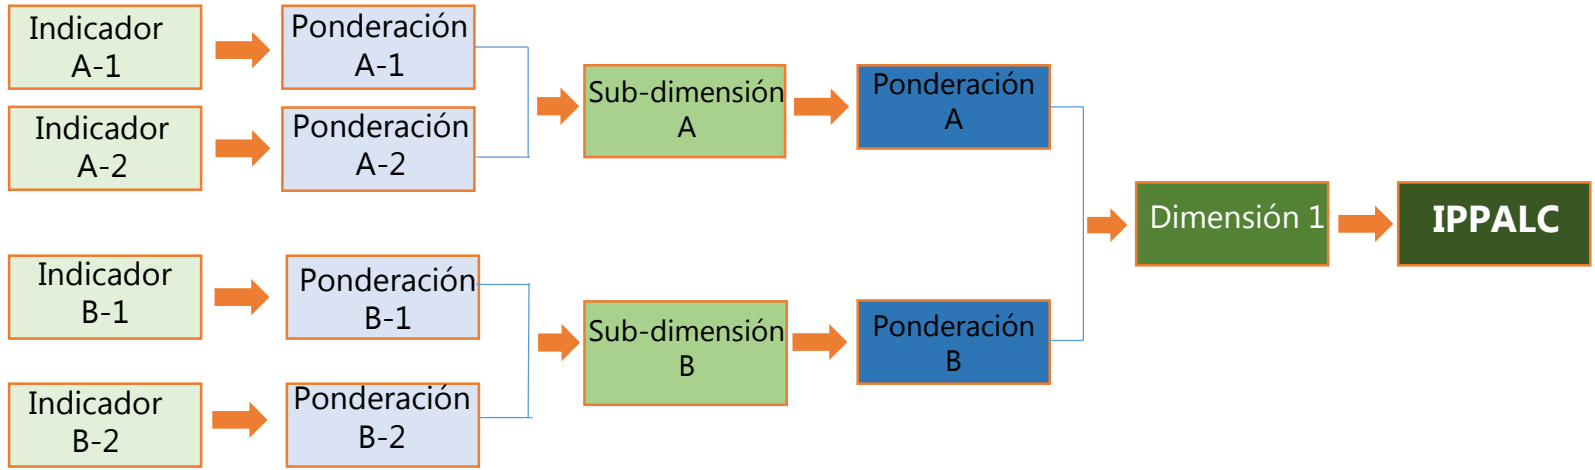 Indicador
A-1
Ponderación
A-1
Indicador
A-2
Ponderación
A-2
Sub-dimensión
A
Ponderación
A
Indicador
B-1
Ponderación
B-1
Indicador
B-2
Ponderación
B-2
Sub-dimensión
B
Ponderación
B
Dimensión 1
IPPALC